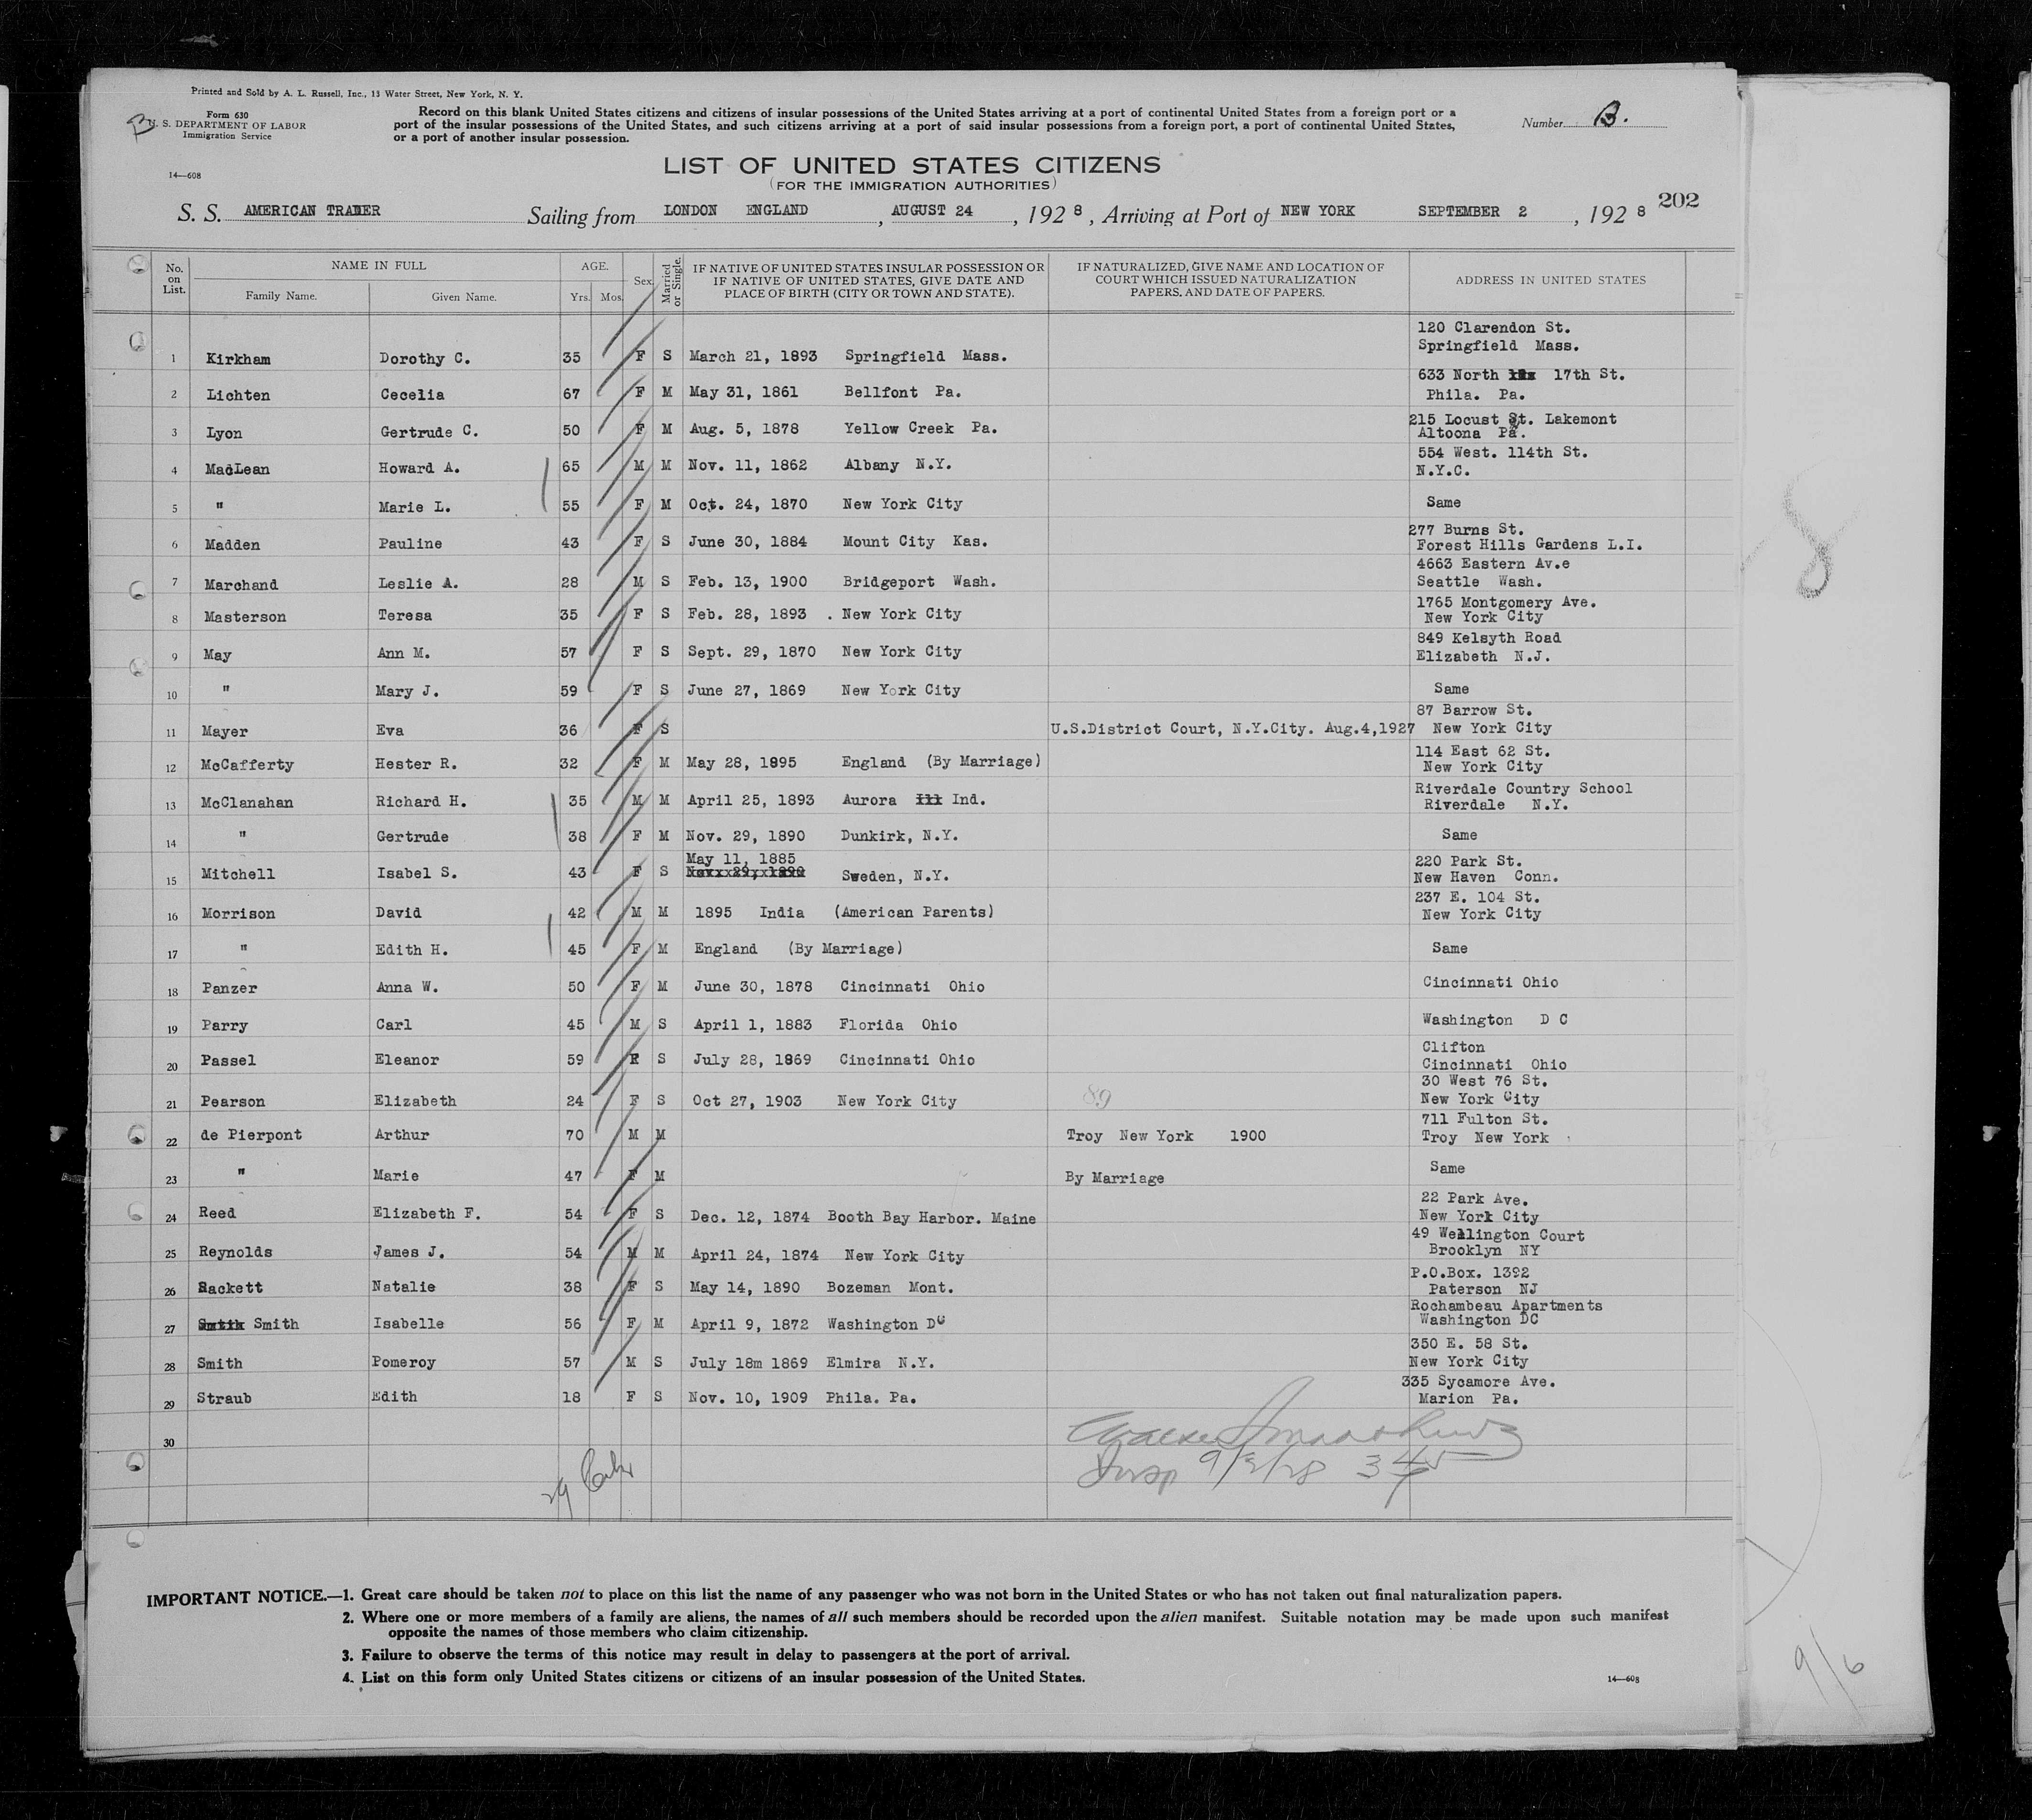 Printed and Sold by A. L. Russell, Inc., 13 Water Street, New York, N. Y.
Form 630
U. S. DEPARTMENT OF LABOR
Immigration Service
14—608
B
Record on this blank United States citizens and citizens of insular possessions of the United States arriving at a port of continental United States from a foreign port or a
port of the insular possessions of the United States, and such citizens arriving at a port of said insular possessions from a foreign port, a port of continental United States,
or a port of another insular possession.
Number B.
LIST OF UNITED STATES CITIZENS
(FOR THE IMMIGRATION AUTHORITIES)
202
S. S. AMERICAN TRADER Sailing from LONDON ENGLAND, AUGUST 24, 1928, Arriving at Port of NEW YORK SEPTEMBER 2, 1928
No. on List. NAME IN FULL Family Name. Given Name. AGE. Yrs. Mos. Sex. Married or Single. IF NATIVE OF UNITED STATES INSULAR POSSESSION OR IF NATIVE OF UNITED STATES, GIVE DATE AND PLACE OF BIRTH (CITY OR TOWN AND STATE). IF NATURALIZED, GIVE NAME AND LOCATION OF COURT WHICH ISSUED NATURALIZATION PAPERS, AND DATE OF PAPERS. ADDRESS IN UNITED STATES
1 Kirkham Dorothy C. 35 F S March 21, 1893 Springfield Mass. 120 Clarendon St. Springfield Mass.
2 Lichten Cecelia 67 F M May 31, 1861 Bellfont Pa. 633 North 17th St. Phila. Pa.
3 Lyon Gertrude C. 50 F M Aug. 5, 1878 Yellow Creek Pa. 215 Locust St. Lakemont Altoona Pa.
4 MacLean Howard A. 65 M M Nov. 11, 1862 Albany N.Y. 554 West. 114th St. N.Y.C.
5 " Marie L. 55 F M Oct. 24, 1870 New York City Same
6 Madden Pauline 43 F S June 30, 1884 Mount City Kas. 277 Burns St. Forest Hills Gardens L.I.
7 Marchand Leslie A. 28 M S Feb. 13, 1900 Bridgeport Wash. 4663 Eastern Av.e Seattle Wash.
8 Masterson Teresa 35 F S Feb. 28, 1893 . New York City 1765 Montgomery Ave. New York City
9 May Ann M. 57 F S Sept. 29, 1870 New York City 849 Kelsyth Road Elizabeth N.J.
10 " Mary J. 59 F S June 27, 1869 New York City Same
11 Mayer Eva 36 F S U.S.District Court, N.Y.City. Aug.4,1927 87 Barrow St. New York City
12 McCafferty Hester R. 32 F M May 28, 1895 England (By Marriage) 114 East 62 St. New York City
13 McClanahan Richard H. 35 M M April 25, 1893 Aurora Ill Ind. Riverdale Country School Riverdale N.Y.
14 " Gertrude 38 F M Nov. 29, 1890 Dunkirk, N.Y. Same
15 Mitchell Isabel S. 43 F S May 11, 1885 Nov. 29, 1890 Sweden, N.Y. 220 Park St. New Haven Conn.
16 Morrison David 42 M M 1895 India (American Parents) 237 E. 104 St. New York City
17 " Edith H. 45 F M England (By Marriage) Same
18 Panzer Anna W. 50 F M June 30, 1878 Cincinnati Ohio Cincinnati Ohio
19 Parry Carl 45 M S April 1, 1883 Florida Ohio Washington D C
20 Passel Eleanor 59 F S July 28, 1869 Cincinnati Ohio Clifton Cincinnati Ohio
21 Pearson Elizabeth 24 F S Oct 27, 1903 New York City 89 30 West 76 St. New York City
22 de Pierpont Arthur 70 M M Troy New York 1900 711 Fulton St. Troy New York
23 " Marie 47 F M By Marriage Same
24 Reed Elizabeth F. 54 F S Dec. 12, 1874 Booth Bay Harbor. Maine 22 Park Ave. New York City
25 Reynolds James J. 54 M M April 24, 1874 New York City 49 Wellington Court Brooklyn NY
26 Sackett Natalie 38 F S May 14, 1890 Bozeman Mont. P.O.Box. 1392 Paterson NJ
27 Smith Isabelle 56 F M April 9, 1872 Washington DC Rochambeau Apartments Washington DC
28 Smith Pomeroy 57 M S July 18m 1869 Elmira N.Y. 350 E. 58 St. New York City
29 Straub Edith 18 F S Nov. 10, 1909 Phila. Pa. 335 Sycamore Ave. Marion Pa.
30
Insp 9/2/28
29
IMPORTANT NOTICE.—1. Great care should be taken not to place on this list the name of any passenger who was not born in the United States or who has not taken out final naturalization papers.
2. Where one or more members of a family are aliens, the names of all such members should be recorded upon the alien manifest. Suitable notation may be made upon such manifest
opposite the names of those members who claim citizenship.
3. Failure to observe the terms of this notice may result in delay to passengers at the port of arrival.
4. List on this form only United States citizens or citizens of an insular possession of the United States.
14—608
8
9/6